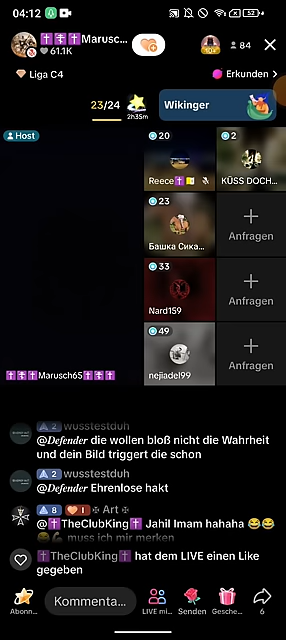 04:12
52
✝️☦️✝️Marusc...
61.1K
84
Liga C4
Erkunden
23/24
2h35m
Wikinger
Host
20
Reece✝️
2
KÜSS DOCH...
23
Башка Сика...
Anfragen
33
Nard159
Anfragen
49
nejiadel99
Anfragen
✝️✝️✝️Marusch65✝️✝️✝️
2 wusstestduh
@Defender die wollen bloß nicht die Wahrheit
und dein Bild triggert die schon
2 wusstestduh
@Defender Ehrenlose hakt
8 1 ✠ Art ✠
@✝️TheClubKing✝️ Jahil Imam hahaha 😂😂
😂💪 muss ich mir merken
✝️TheClubKing✝️ hat dem LIVE einen Like
gegeben
Abonn...
Kommenta...
LIVE mi...
Senden
Gesche...
6